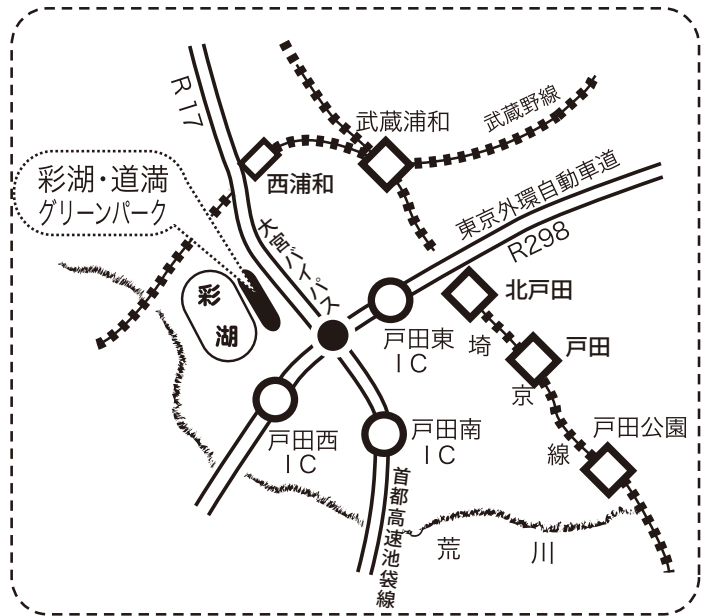 R 17
武蔵浦和
武蔵野線
彩湖・道満
グリーンパーク
西浦和
東京外環自動車道
R298
大宮バイパス
北戸田
彩
湖
戸田東
IC
埼
京
線
戸田
戸田西
IC
戸田南
IC
戸田公園
首都高速池袋線
荒川